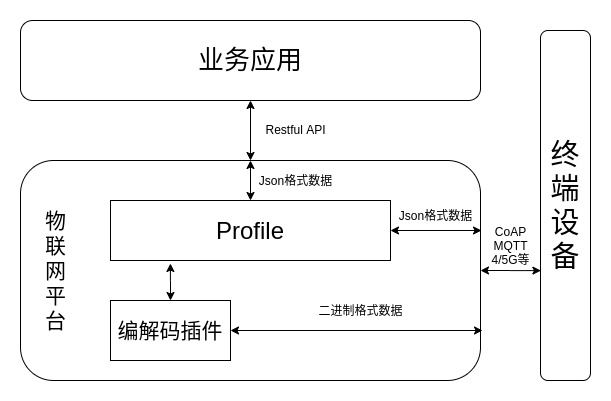 业务应用
Restful API
Json格式数据
Profile
Json格式数据
物
联
网
平
台
编解码插件
二进制格式数据
CoAP
MQTT
4/5G等
终
端
设
备